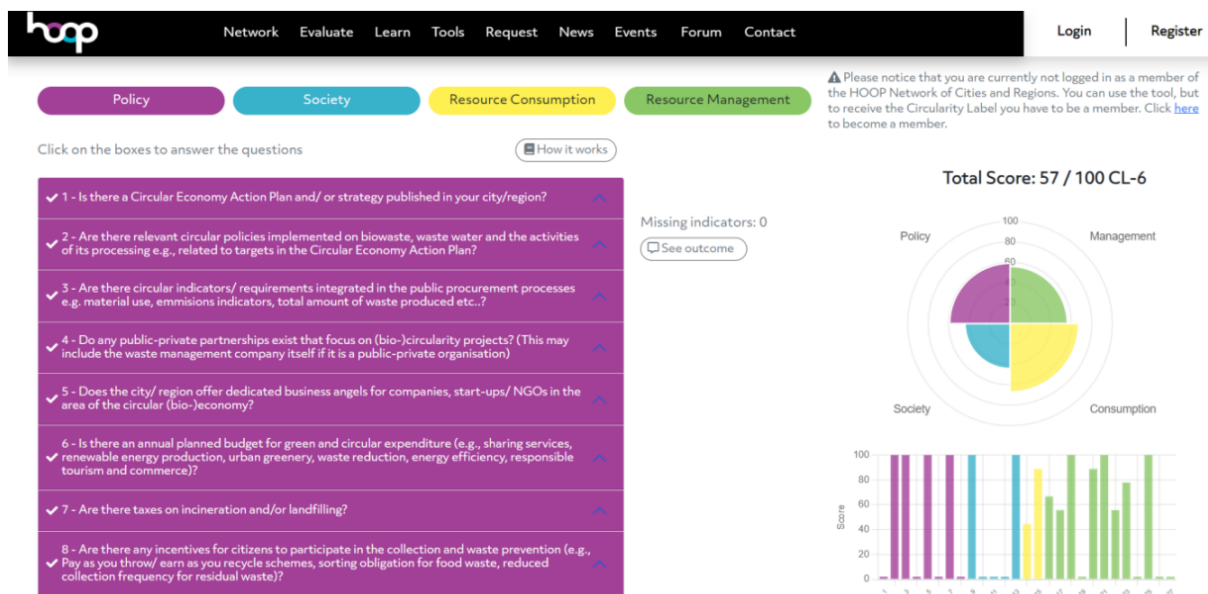 hoop
Network Evaluate Learn Tools Request News Events Forum Contact
Login Register
Policy Society Resource Consumption Resource Management
Please notice that you are currently not logged in as a member of
the HOOP Network of Cities and Regions. You can use the tool, but
to receive the Circularity Label you have to be a member. Click here
to become a member.
Click on the boxes to answer the questions
How it works
1 - Is there a Circular Economy Action Plan and/ or strategy published in your city/region?
2 - Are there relevant circular policies implemented on biowaste, waste water and the activities
of its processing e.g., related to targets in the Circular Economy Action Plan?
3 - Are there circular indicators/ requirements integrated in the public procurement processes
e.g. material use, emmisions indicators, total amount of waste produced etc..?
4 - Do any public-private partnerships exist that focus on (bio-)circularity projects? (This may
include the waste management company itself if it is a public-private organisation)
5 - Does the city/ region offer dedicated business angels for companies, start-ups/ NGOs in the
area of the circular (bio-)economy?
6 - Is there an annual planned budget for green and circular expenditure (e.g., sharing services,
renewable energy production, urban greenery, waste reduction, energy efficiency, responsible
tourism and commerce)?
7 - Are there taxes on incineration and/or landfilling?
8 - Are there any incentives for citizens to participate in the collection and waste prevention (e.g.,
Pay as you throw/ earn as you recycle schemes, sorting obligation for food waste, reduced
collection frequency for residual waste)?
Missing indicators: 0
See outcome
Total Score: 57 / 100 CL-6
100
Policy 80 Management
60
40
20
Society Consumption
100
80
60
40
20
0
Score